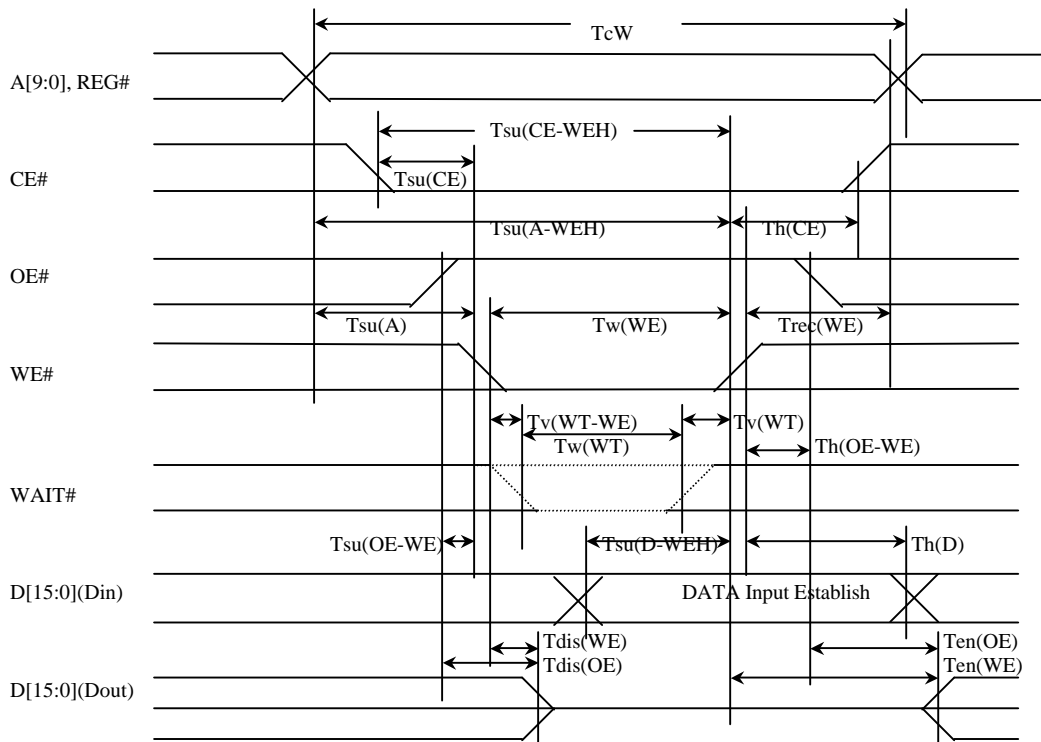 TcW
A[9:0], REG#
Tsu(CE-WEH)
CE#
Tsu(CE)
Tsu(A-WEH)
Th(CE)
OE#
Tsu(A)
Tw(WE)
Trec(WE)
WE#
Tv(WT-WE)
Tv(WT)
Tw(WT)
Th(OE-WE)
WAIT#
Tsu(OE-WE)
Tsu(D-WEH)
Th(D)
D[15:0](Din)
DATA Input Establish
Tdis(WE)
Ten(OE)
Tdis(OE)
Ten(WE)
D[15:0](Dout)